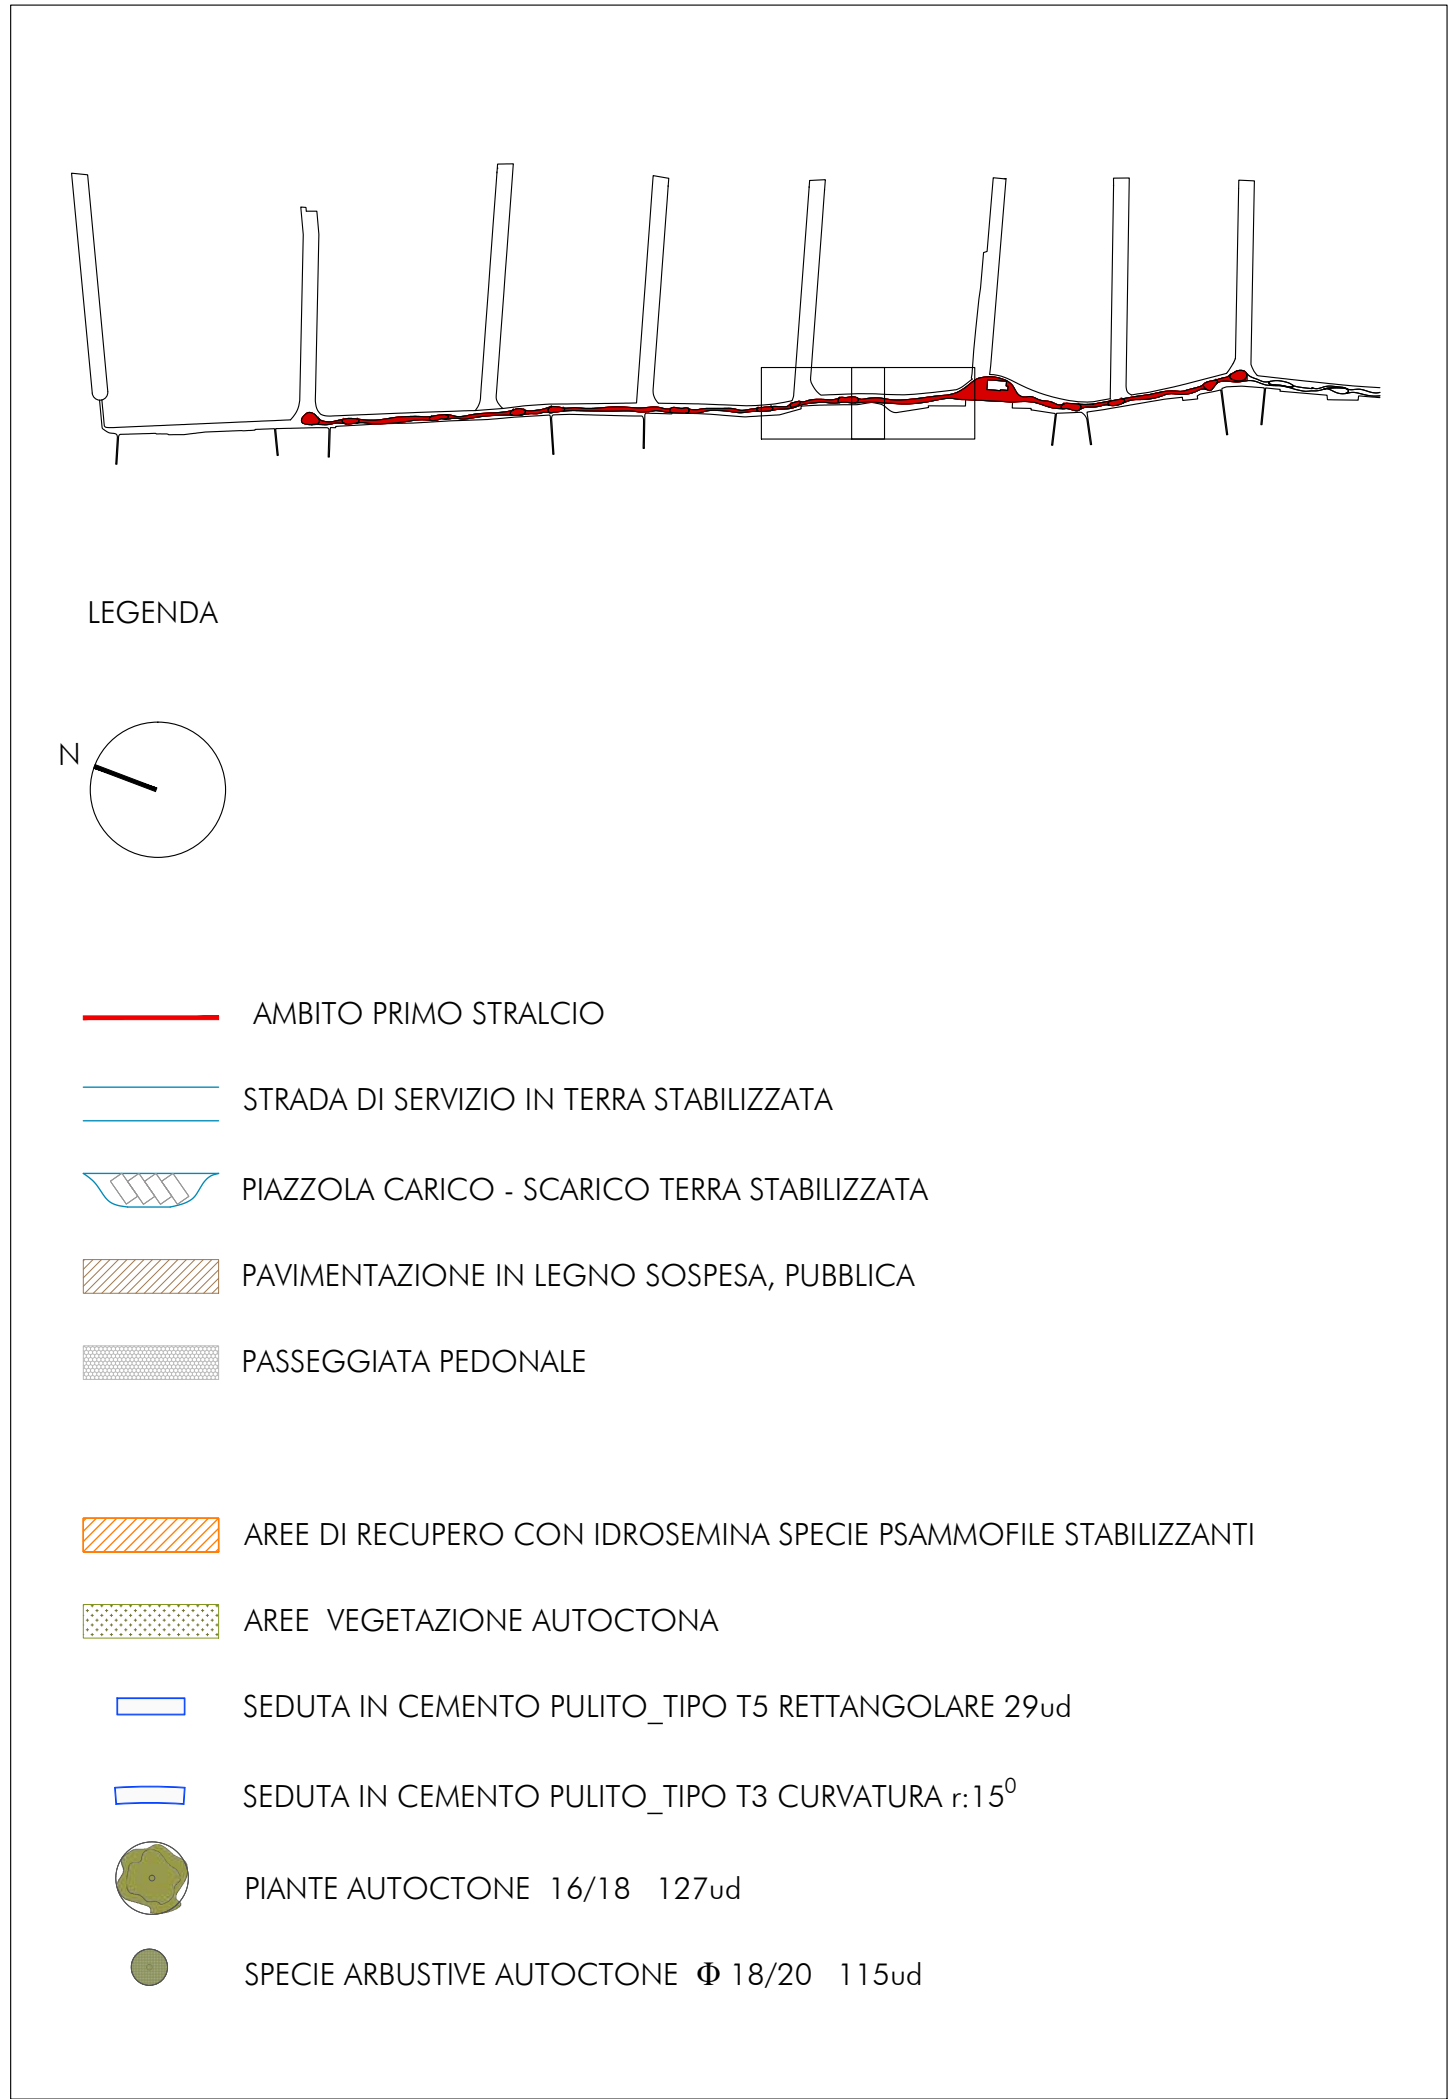 LEGENDA
N
AMBITO PRIMO STRALCIO
STRADA DI SERVIZIO IN TERRA STABILIZZATA
PIAZZOLA CARICO - SCARICO TERRA STABILIZZATA
PAVIMENTAZIONE IN LEGNO SOSPESA, PUBBLICA
PASSEGGIATA PEDONALE
AREE DI RECUPERO CON IDROSEMINA SPECIE PSAMMOFILE STABILIZZANTI
AREE  VEGETAZIONE AUTOCTONA
SEDUTA IN CEMENTO PULITO_TIPO T5 RETTANGOLARE 29ud
SEDUTA IN CEMENTO PULITO_TIPO T3 CURVATURA r:15⁰
PIANTE AUTOCTONE  16/18   127ud
SPECIE ARBUSTIVE AUTOCTONE  Φ 18/20   115ud